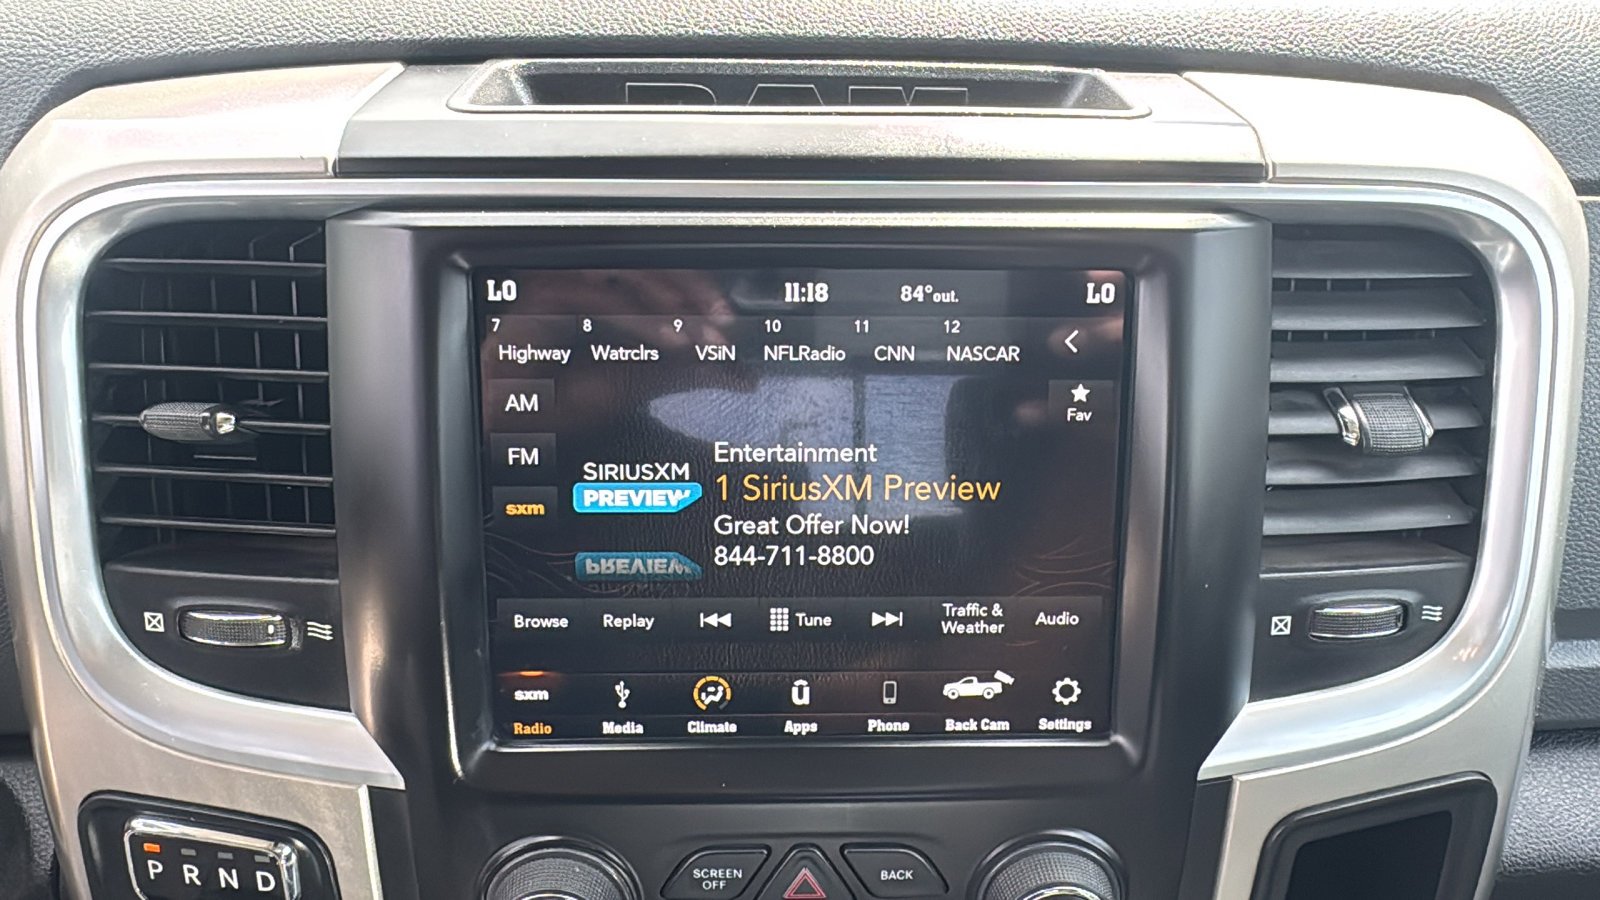 RAM
LO 11:18 84°out. LO
7 8 9 10 11 12
Highway Watrclrs VSiN NFLRadio CNN NASCAR
AM
Fav
FM
sxm
SIRIUSXM
PREVIEW
Entertainment
1 SiriusXM Preview
Great Offer Now!
844-711-8800
Browse Replay Tune Traffic & Weather Audio
sxm
Radio Media Climate Apps Phone Back Cam Settings
P R N D
SCREEN
OFF
BACK